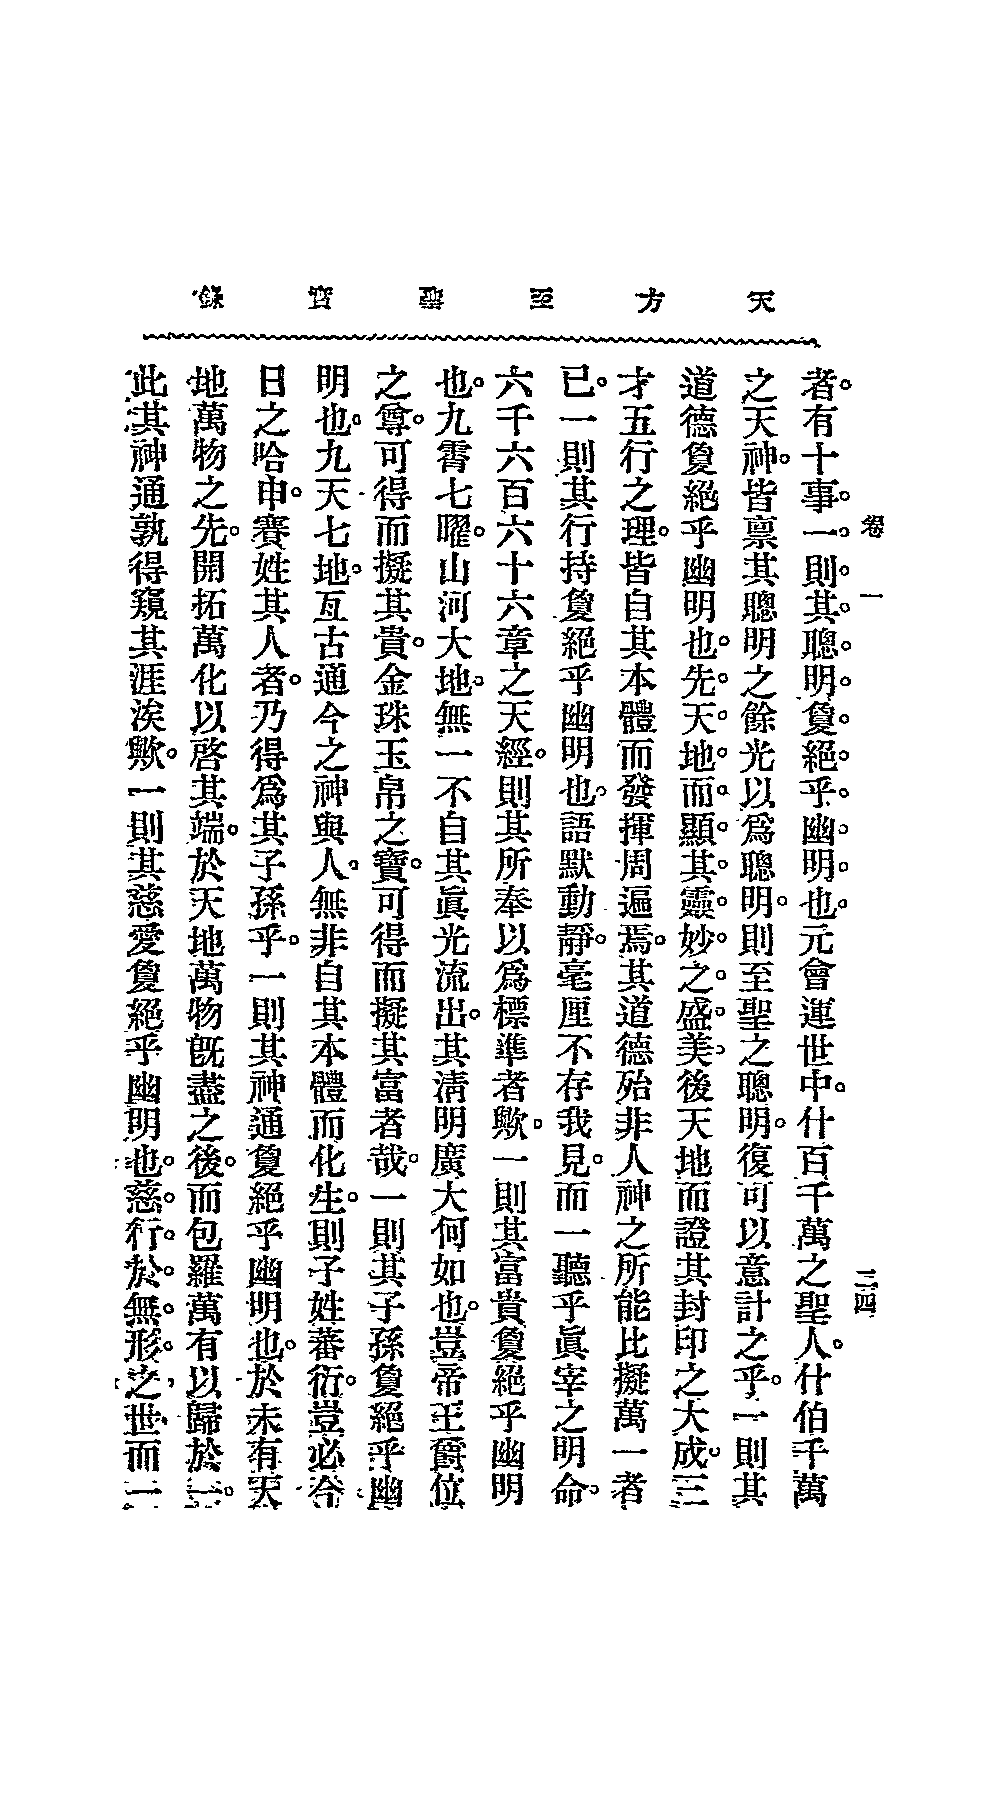 天方至聖實錄
卷一
三四
者。有十事。一。則。其。聰。明。敻。絕。乎。幽。明。也。元會運世中。什百千萬之聖人。什伯千萬
之天神。皆禀其聰明之餘光以爲聰明。則至聖之聰明。復可以意計之乎。一則其
道德敻絕乎幽明也。先。天。地。而。顯。其。靈。妙。之。盛。美。後天地而證其封印之大成。三
才五行之理。皆自其本體而發揮周遍焉。其道德殆非人神之所能比擬萬一者
已。一則其行持敻絕乎幽明也。語默動靜。毫厘不存我見。而一聽乎眞宰之明命。
六千六百六十六章之天經。則其所奉以爲標準者歟。一則其富貴敻絕乎幽明
也。九霄七曜。山河大地。無一不自其眞光流出。其淸明廣大何如也。豈帝王爵位
之尊。可得而擬其貴。金珠玉帛之寶。可得而擬其富者哉。一則其子孫敻絕乎幽
明也。九天七地。亙古通今之神與人。無非自其本體而化生。則子姓蕃衍。豈必今
日之哈申。賽姓其人者。乃得爲其子孫乎。一則其神通敻絕乎幽明也。於未有天
地萬物之先。開拓萬化以啓其端。於天地萬物旣盡之後。而包羅萬有以歸於一。
此其神通孰得窺其涯涘歟。一則其慈愛敻絕乎幽明也。慈。行。於。無。形。之世而一